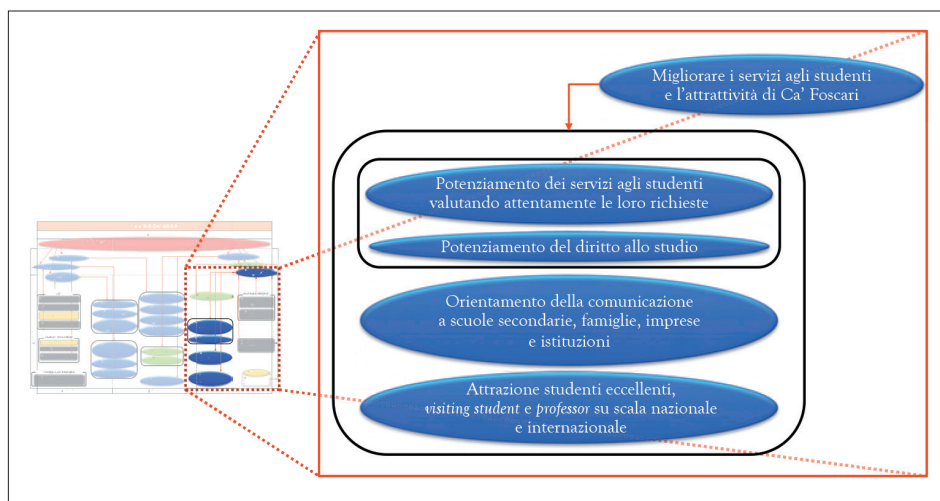 Migliorare i servizi agli studenti
e l'attrattività di Ca' Foscari
Potenziamento dei servizi agli studenti
valutando attentamente le loro richieste
Potenziamento del diritto allo studio
Orientamento della comunicazione
a scuole secondarie, famiglie, imprese
e istituzioni
Attrazione studenti eccellenti,
visiting student e professor su scala nazionale
e internazionale